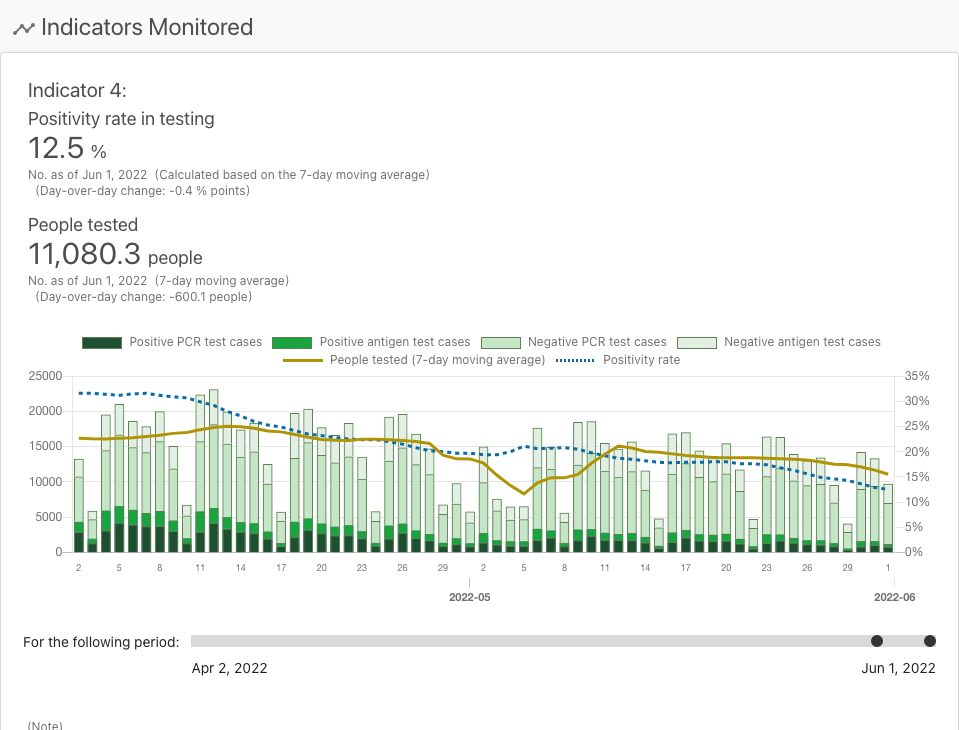 Indicators Monitored
Indicator 4:
Positivity rate in testing
12.5 %
No. as of Jun 1, 2022 (Calculated based on the 7-day moving average)
(Day-over-day change: -0.4 % points)
People tested
11,080.3 people
No. as of Jun 1, 2022 (7-day moving average)
(Day-over-day change: -600.1 people)
Positive PCR test cases Positive antigen test cases Negative PCR test cases Negative antigen test cases
People tested (7-day moving average) Positivity rate
25000 35%
30%
20000
25%
15000
20%
10000 15%
10%
5000
5%
0 0%
2 5 8 11 14 17 20 23 26 29 2 5 8 11 14 17 20 23 26 29 1
2022-05 2022-06
For the following period:
Apr 2, 2022 Jun 1, 2022
(Note)